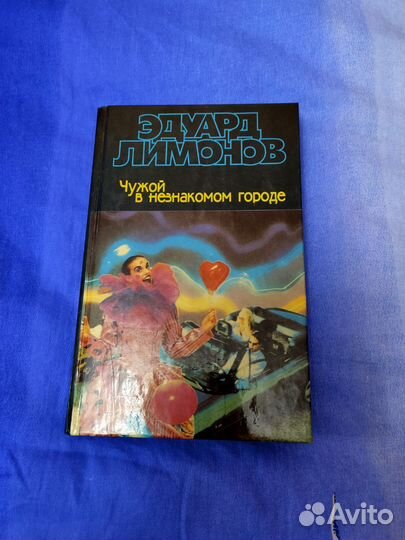 ЭДУАРД
ЛИМОНОВ
Чужой
в незнакомом городе
Avito